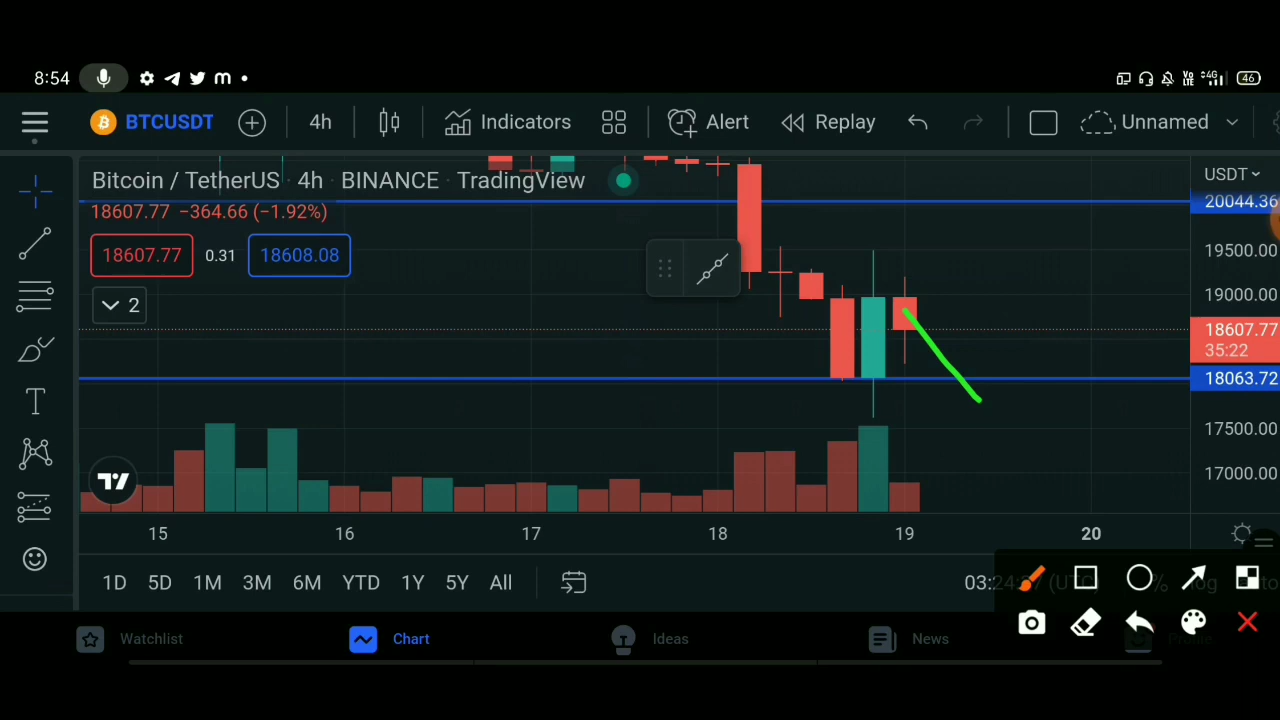 8:54 46
BTCUSDT 4h Indicators Alert Replay Unnamed
Bitcoin / TetherUS · 4h · BINANCE · TradingView USDT
18607.77 −364.66 (−1.92%) 20044.36
18607.77 0.31 18608.08 19500.00
2 19000.00
18607.77
35:22
18063.72
17500.00
17000.00
15 16 17 18 19 20
1D 5D 1M 3M 6M YTD 1Y 5Y All
Watchlist Chart Ideas News